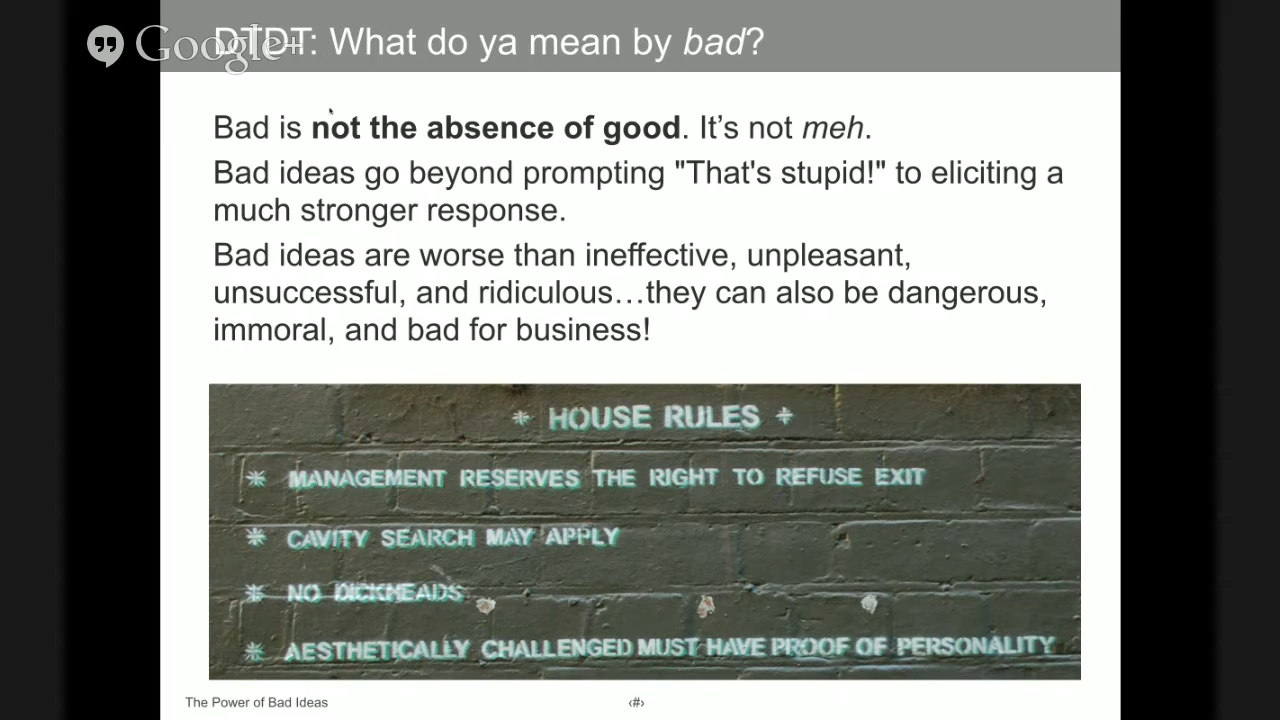 Google+
DTDT: What do ya mean by bad?
Bad is not the absence of good. It's not meh.
Bad ideas go beyond prompting "That's stupid!" to eliciting a
much stronger response.
Bad ideas are worse than ineffective, unpleasant,
unsuccessful, and ridiculous…they can also be dangerous,
immoral, and bad for business!
* HOUSE RULES *
* MANAGEMENT RESERVES THE RIGHT TO REFUSE EXIT
* CAVITY SEARCH MAY APPLY
* NO DICKHEADS
* AESTHETICALLY CHALLENGED MUST HAVE PROOF OF PERSONALITY
The Power of Bad Ideas
‹#›